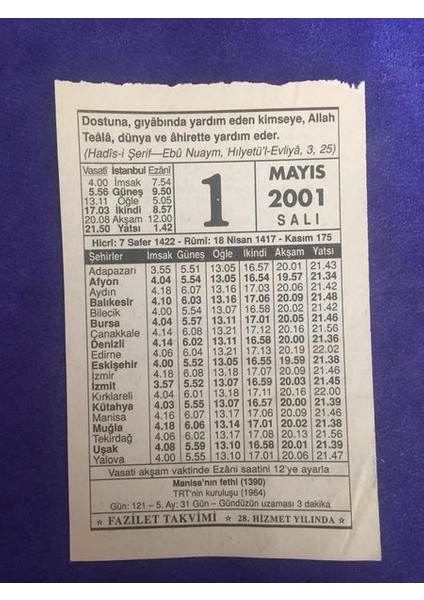 Dostuna, gıyâbında yardım eden kimseye, Allah
Teâlâ, dünya ve âhirette yardım eder.
(Hadîs-i Şerif—Ebû Nuaym, Hılyetü'l-Evliyâ, 3, 25)
Vasatî İstanbul Ezânî
4.00 İmsak 7.54
5.56 Güneş 9.50
13.11 Öğle 5.05
17.03 İkindi 8.57
20.08 Akşam 12.00
21.50 Yatsı 1.42
1
MAYIS
2001
SALI
Hicrî: 7 Safer 1422 - Rûmî: 18 Nisan 1417 - Kasım 175
Şehirler İmsak Güneş Öğle İkindi Akşam Yatsı
Adapazarı 3.55 5.51 13.05 16.57 20.01 21.43
Afyon 4.04 5.54 13.05 16.54 19.57 21.34
Aydın 4.18 6.07 13.16 17.03 20.06 21.42
Balıkesir 4.10 6.03 13.16 17.06 20.09 21.48
Bilecik 4.00 5.54 13.07 16.58 20.02 21.42
Bursa 4.04 5.57 13.11 17.01 20.05 21.46
Çanakkale 4.14 6.08 13.21 17.12 20.16 21.56
Denizli 4.14 6.02 13.11 16.58 20.00 21.36
Edirne 4.06 6.04 13.21 17.13 20.19 22.02
Eskişehir 4.00 5.52 13.05 16.55 19.59 21.38
İzmir 4.18 6.08 13.18 17.07 20.09 21.46
İzmit 3.57 5.52 13.07 16.59 20.03 21.45
Kırklareli 4.04 6.01 13.18 17.11 20.16 22.00
Kütahya 4.03 5.55 13.07 16.57 20.00 21.39
Manisa 4.16 6.07 13.17 17.06 20.09 21.46
Muğla 4.18 6.06 13.14 17.01 20.02 21.38
Tekirdağ 4.06 6.02 13.17 17.08 20.13 21.56
Uşak 4.08 5.59 13.10 16.58 20.01 21.39
Yalova 4.00 5.55 13.10 17.01 20.06 21.47
Vasati akşam vaktinde Ezâni saatini 12'ye ayarla
Manisa'nın fethi (1390)
TRT'nin kuruluşu (1964)
Gün: 121 – 5. Ay: 31 Gün – Gündüzün uzaması 3 dakika
★ FAZİLET TAKVİMİ ★ 28. HİZMET YILINDA ★